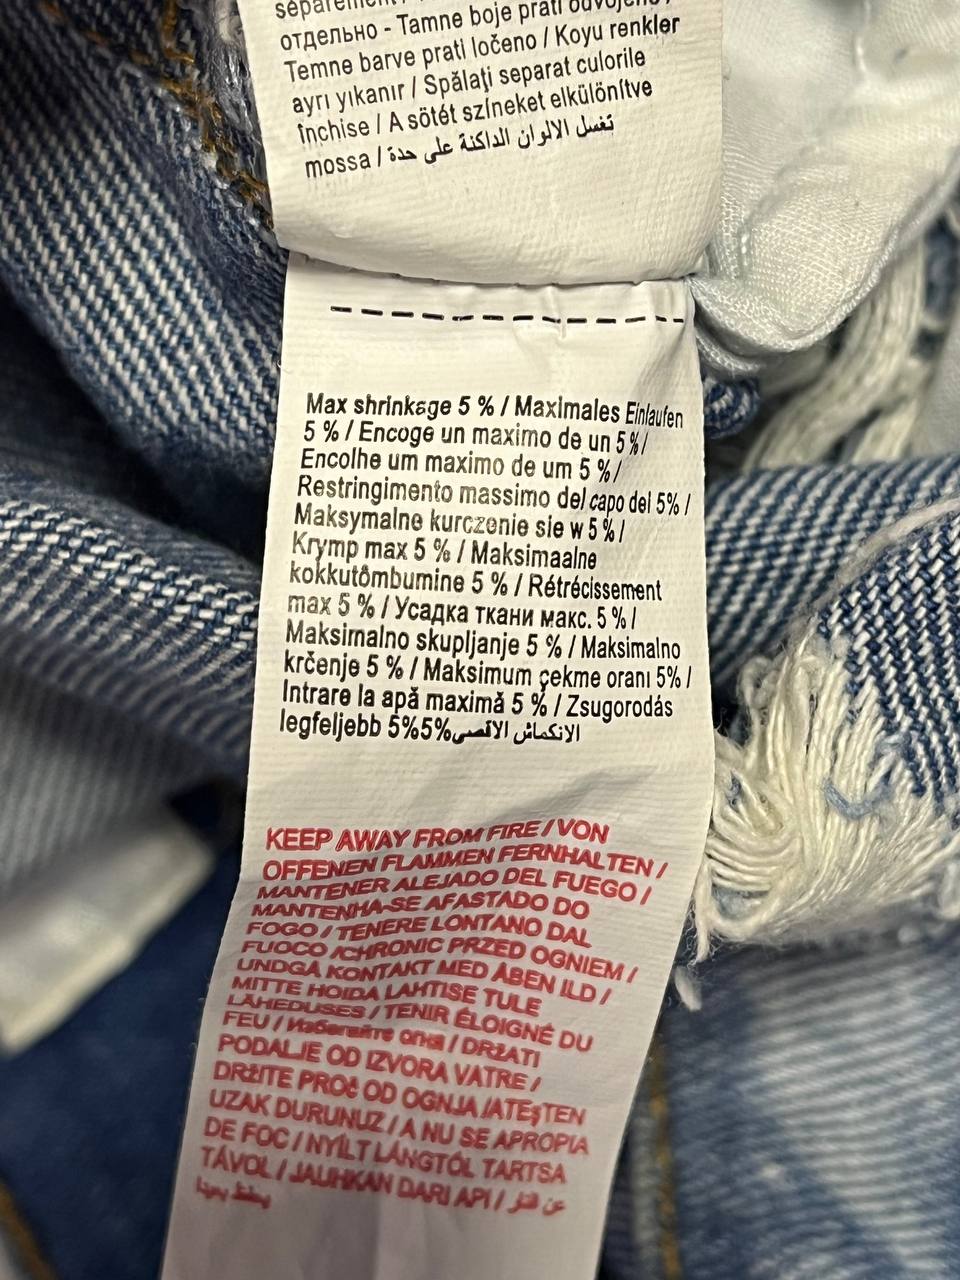 séparément
отдельно - Tamne boje prati odvojeno /
Temne barve prati ločeno / Koyu renkler
ayrı yıkanır / Spălaţi separat culorile
închise / A sötét színeket elkülönítve
mossa / تغسل الالوان الداكنة على حدة
Max shrinkage 5 % / Maximales Einlaufen
5 % / Encoge un maximo de un 5 % /
Encolhe um maximo de um 5 % /
Restringimento massimo del capo del 5% /
Maksymalne kurczenie sie w 5 % /
Krymp max 5 % / Maksimaalne
kokkutõmbumine 5 % / Rétrécissement
max 5 % / Усадка ткани макс. 5 % /
Maksimalno skupljanje 5 % / Maksimalno
krčenje 5 % / Maksimum çekme oranı 5% /
Intrare la apă maximă 5 % / Zsugorodás
legfeljebb 5%5% الانكماش الاقصى
KEEP AWAY FROM FIRE / VON
OFFENEN FLAMMEN FERNHALTEN /
MANTENER ALEJADO DEL FUEGO /
MANTENHA-SE AFASTADO DO
FOGO / TENERE LONTANO DAL
FUOCO /CHRONIC PRZED OGNIEM /
UNDGÅ KONTAKT MED ÅBEN ILD /
MITTE HOIDA LAHTISE TULE
LÄHEDUSES / TENIR ÉLOIGNÉ DU
FEU / Избегайте огня / DRŽATI
PODALJE OD IZVORA VATRE /
DRŽITE PROČ OD OGNJA /ATEŞTEN
UZAK DURUNUZ / A NU SE APROPIA
DE FOC / NYÍLT LÁNGTÓL TARTSA
TÁVOL / JAUHKAN DARI API /